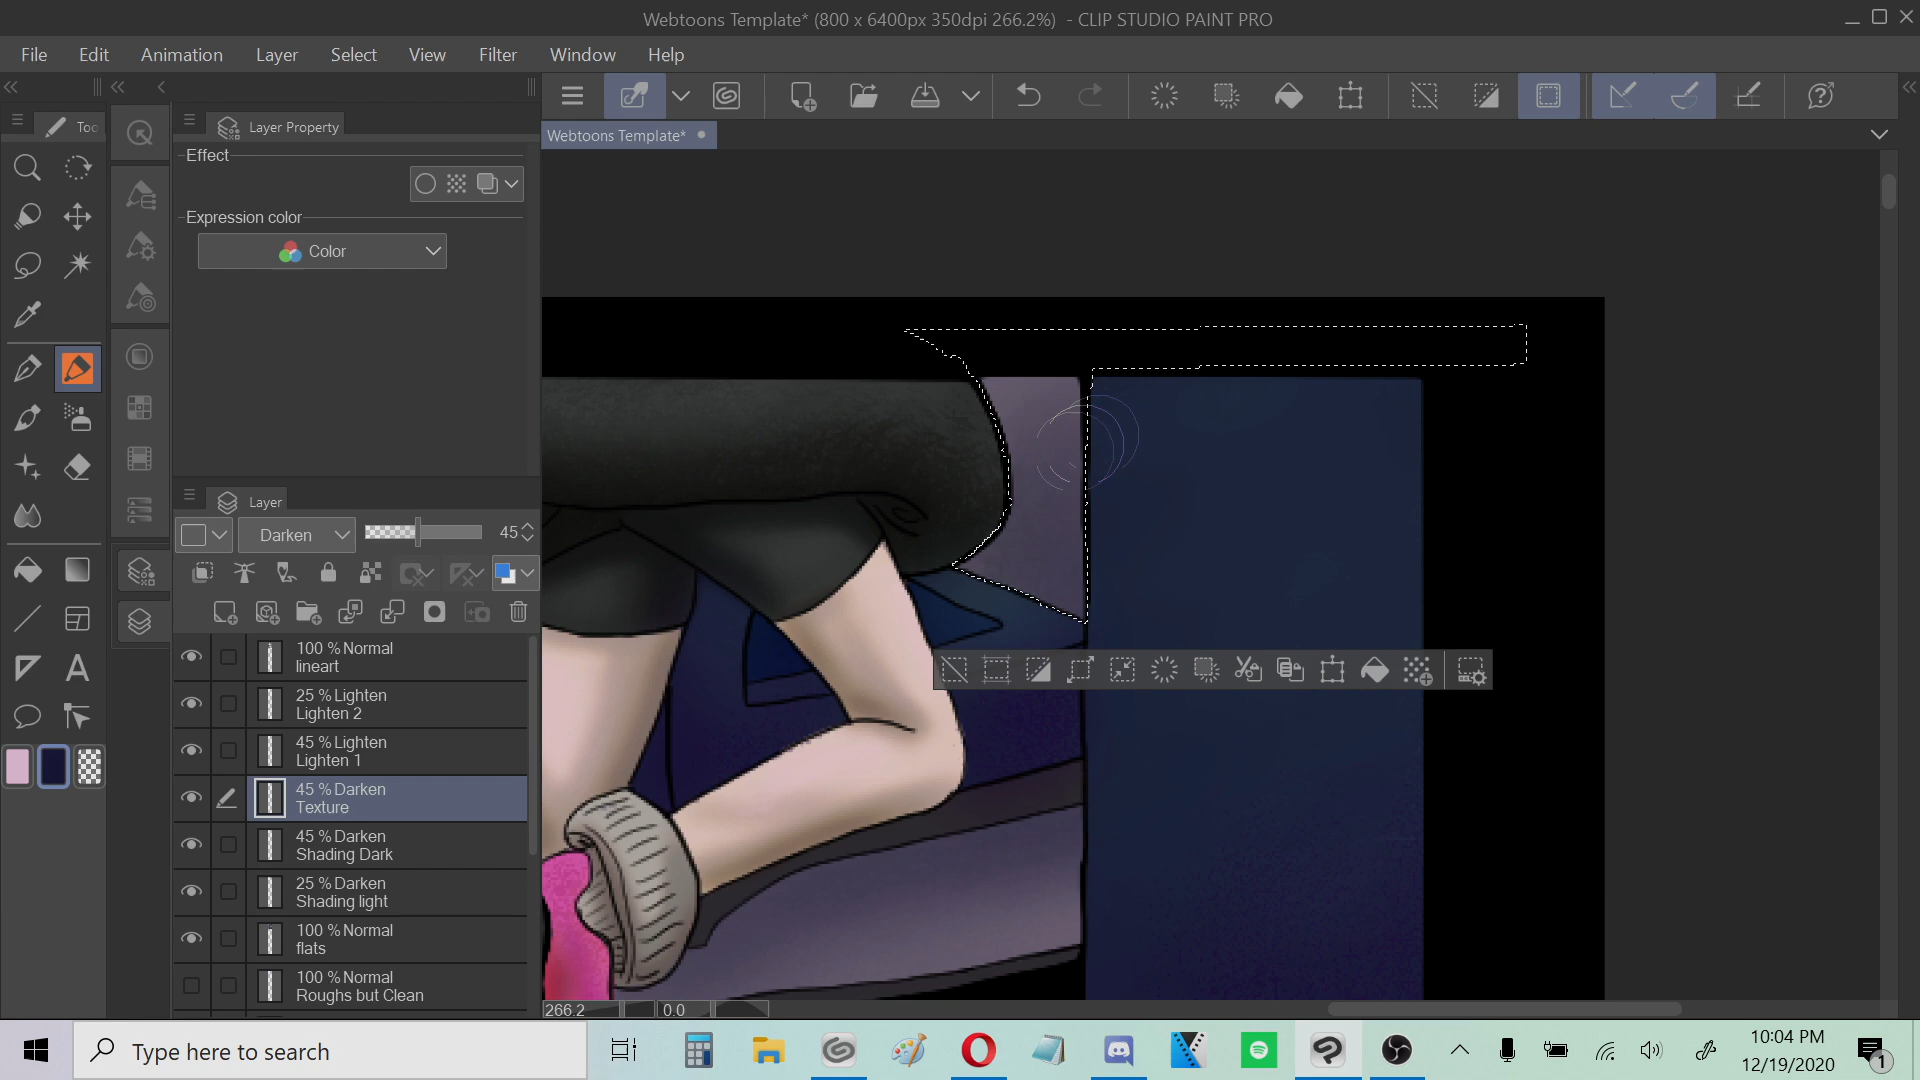 Webtoons Template* (800 x 6400px 350dpi 266.2%) - CLIP STUDIO PAINT PRO
File Edit Animation Layer Select View Filter Window Help
Too
Layer Property
Webtoons Template*
Effect
Expression color
Color
Layer
Darken 45
100 % Normal
lineart
25 % Lighten
Lighten 2
45 % Lighten
Lighten 1
45 % Darken
Texture
45 % Darken
Shading Dark
25 % Darken
Shading light
100 % Normal
flats
100 % Normal
Roughs but Clean
266.2 0.0
Type here to search
10:04 PM
12/19/2020
1